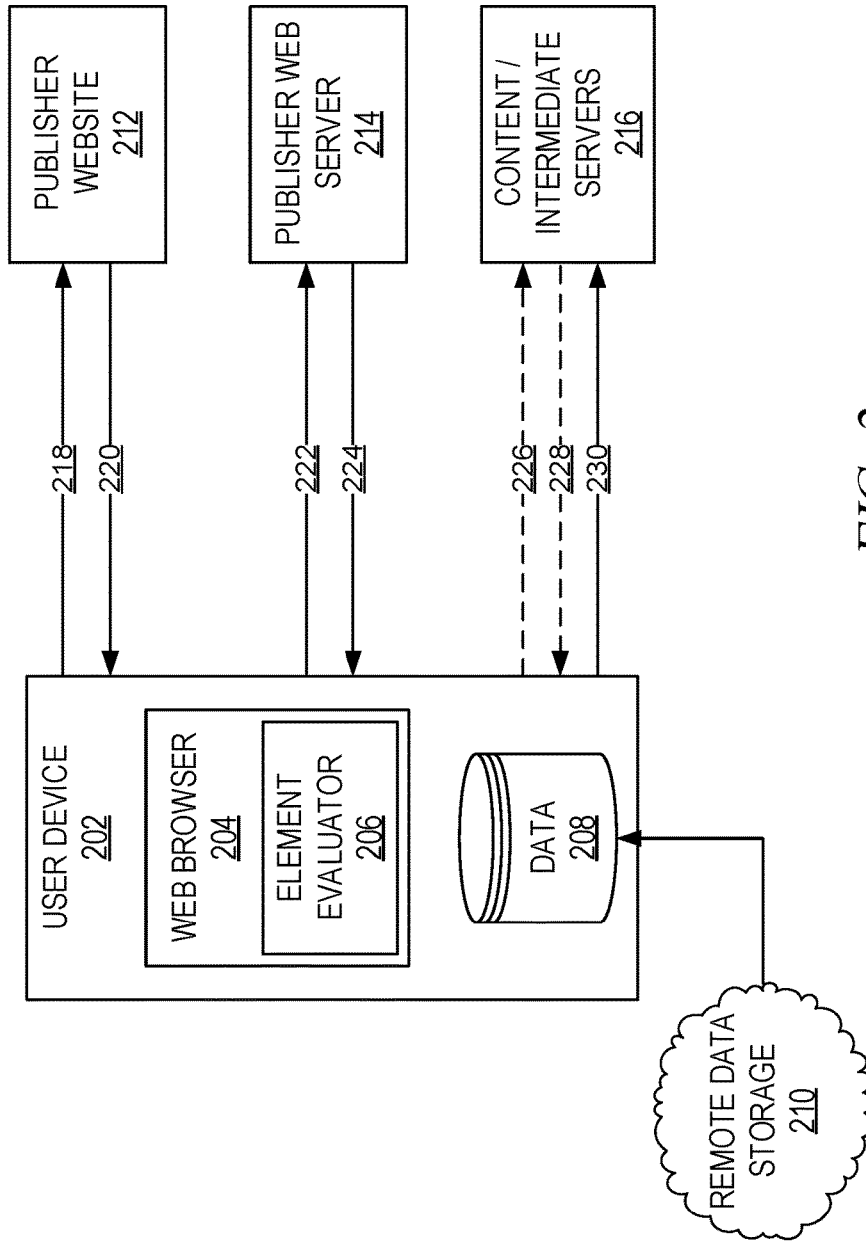 USER DEVICE
202
WEB BROWSER
204
ELEMENT
EVALUATOR
206
DATA
208
REMOTE DATA
STORAGE
210
218
220
222
224
226
228
230
PUBLISHER
WEBSITE
212
PUBLISHER WEB
SERVER
214
CONTENT /
INTERMEDIATE
SERVERS
216
FIG. 2